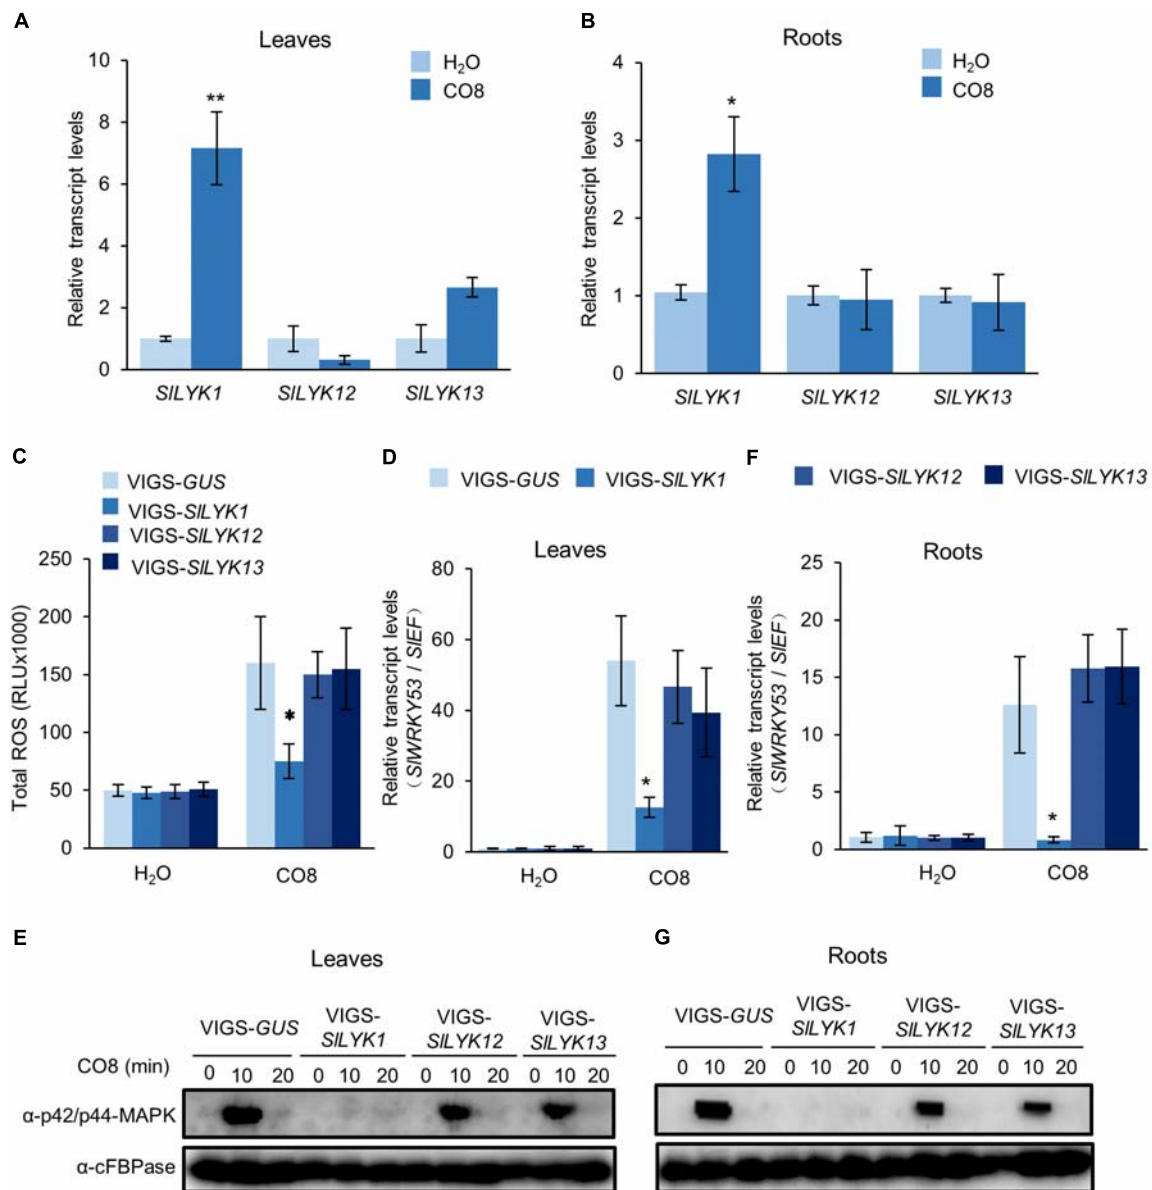 A
Leaves
H₂O
CO8
Relative transcript levels
10
8
6
4
2
0
**
SlLYK1
SlLYK12
SlLYK13
B
Roots
H₂O
CO8
Relative transcript levels
4
3
2
1
0
*
SlLYK1
SlLYK12
SlLYK13
C
VIGS-GUS
VIGS-SlLYK1
VIGS-SlLYK12
VIGS-SlLYK13
Total ROS (RLUx1000)
250
200
150
100
50
0
*
H₂O
CO8
D
VIGS-GUS
VIGS-SlLYK1
Leaves
Relative transcript levels
(SlWRKY53 / SlEF)
80
60
40
20
0
*
H₂O
CO8
F
VIGS-SlLYK12
VIGS-SlLYK13
Roots
Relative transcript levels
(SlWRKY53 / SlEF)
25
20
15
10
5
0
*
H₂O
CO8
E
Leaves
VIGS-GUS
VIGS-
SlLYK1
VIGS-
SlLYK12
VIGS-
SlLYK13
CO8 (min)
0 10 20 0 10 20 0 10 20 0 10 20
α-p42/p44-MAPK
α-cFBPase
G
Roots
VIGS-GUS
VIGS-
SlLYK1
VIGS-
SlLYK12
VIGS-
SlLYK13
0 10 20 0 10 20 0 10 20 0 10 20